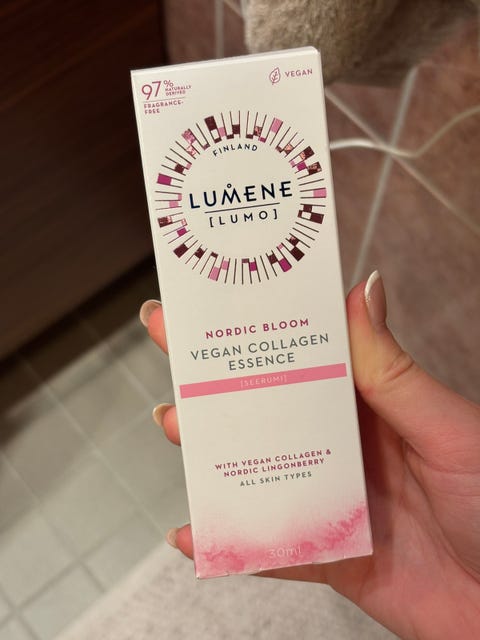 97% NATURALLY DERIVED
FRAGRANCE-
FREE
VEGAN
FINLAND
LUMENE
[LUMO]
NORDIC BLOOM
VEGAN COLLAGEN
ESSENCE
[SEERUMI]
WITH VEGAN COLLAGEN &
NORDIC LINGONBERRY
ALL SKIN TYPES
30ml